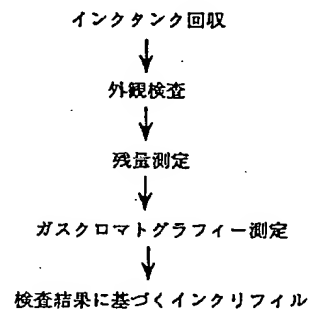 インクタンク回収
外観検査
残量測定
ガスクロマトグラフィー測定
検査結果に基づくインクリフィル